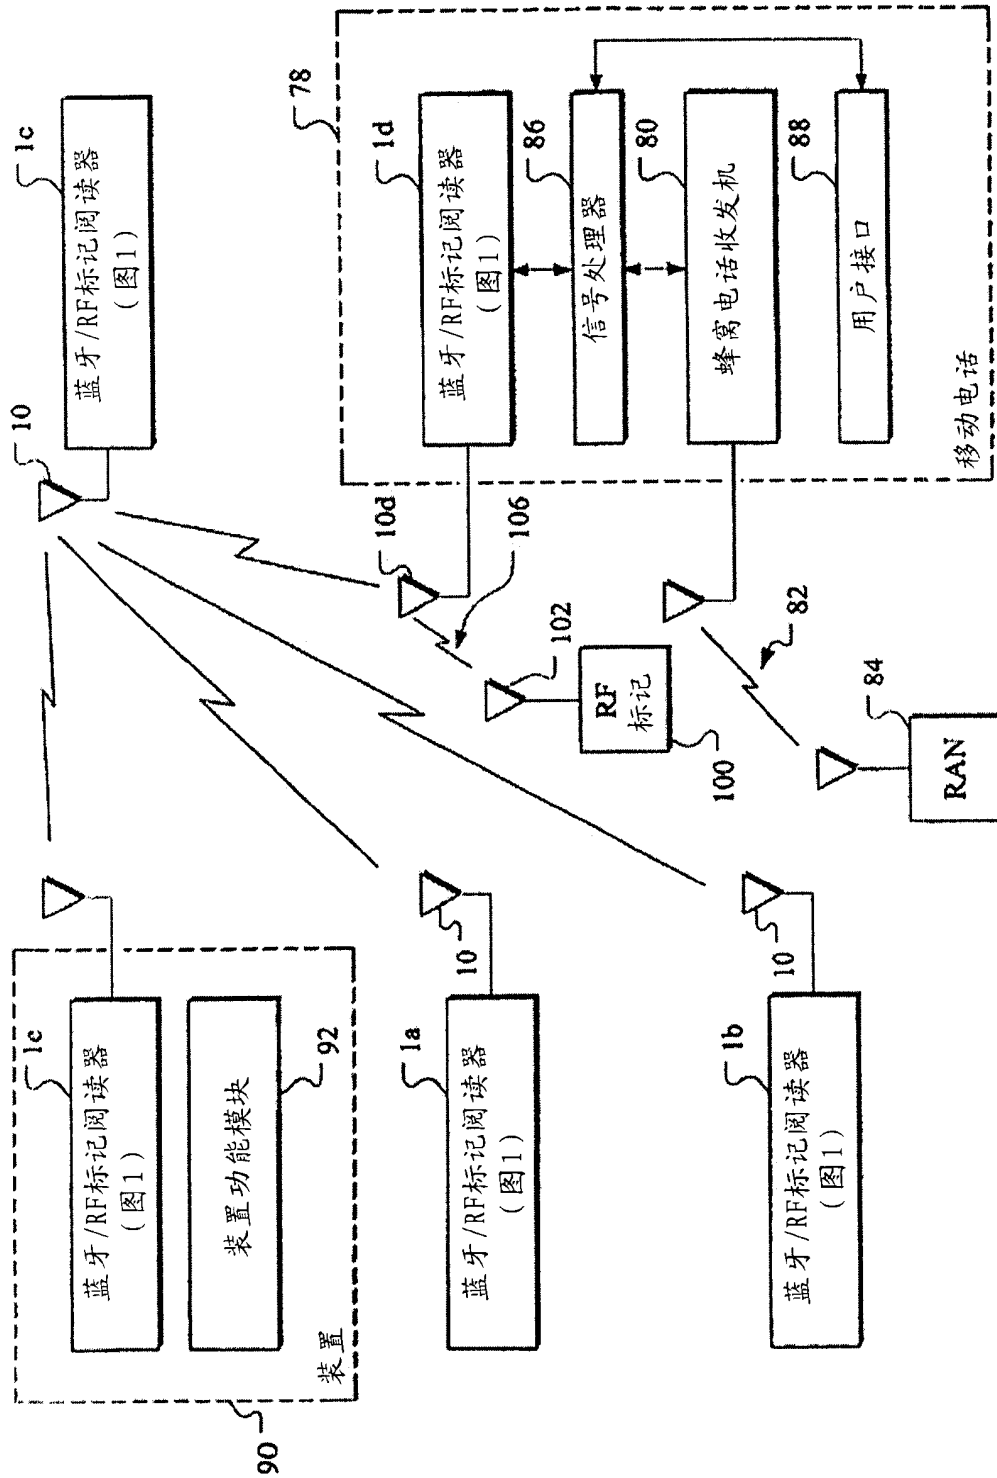 90
1c
蓝牙/RF标记阅读器
(图1)
92
装置功能模块
装置
10
1c
蓝牙/RF标记阅读器
(图1)
78
1a
蓝牙/RF标记阅读器
(图1)
10
10d
106
102
RF
标记
100
1d
蓝牙/RF标记阅读器
(图1)
86
信号处理器
80
蜂窝电话收发机
88
用户接口
移动电话
1b
蓝牙/RF标记阅读器
(图1)
10
82
84
RAN